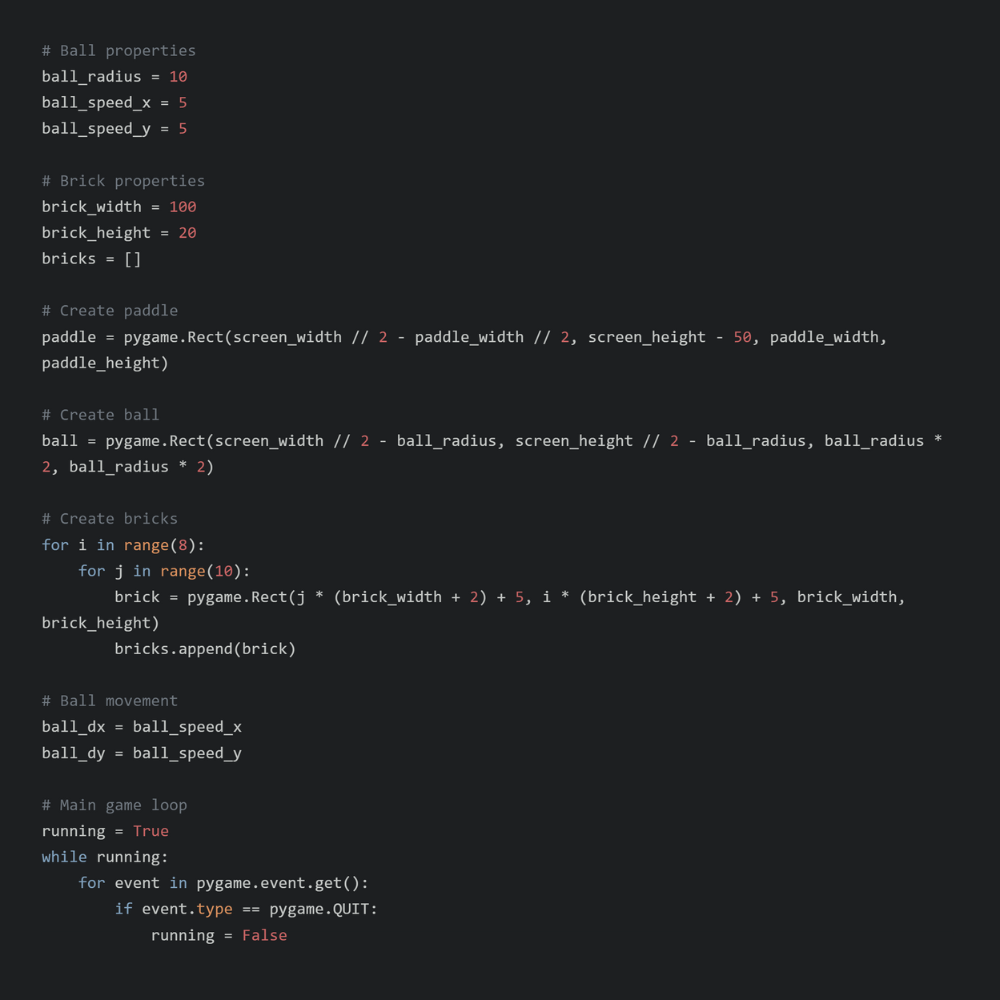 # Ball properties
ball_radius = 10
ball_speed_x = 5
ball_speed_y = 5

# Brick properties
brick_width = 100
brick_height = 20
bricks = []

# Create paddle
paddle = pygame.Rect(screen_width // 2 - paddle_width // 2, screen_height - 50, paddle_width,
paddle_height)

# Create ball
ball = pygame.Rect(screen_width // 2 - ball_radius, screen_height // 2 - ball_radius, ball_radius *
2, ball_radius * 2)

# Create bricks
for i in range(8):
    for j in range(10):
        brick = pygame.Rect(j * (brick_width + 2) + 5, i * (brick_height + 2) + 5, brick_width,
brick_height)
        bricks.append(brick)

# Ball movement
ball_dx = ball_speed_x
ball_dy = ball_speed_y

# Main game loop
running = True
while running:
    for event in pygame.event.get():
        if event.type == pygame.QUIT:
            running = False